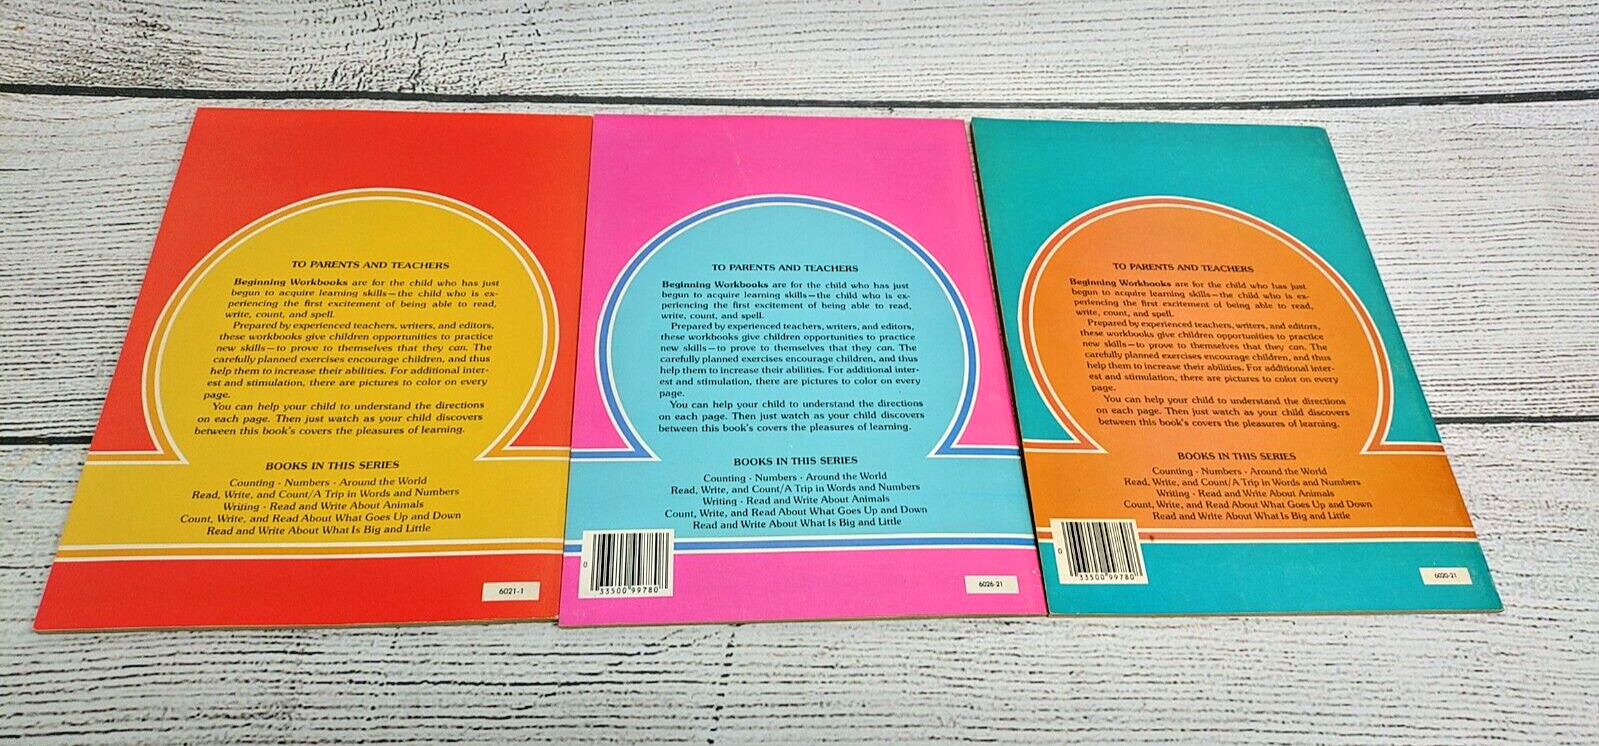 TO PARENTS AND TEACHERS
Beginning Workbooks are for the child who has just
begun to acquire learning skills—the child who is ex-
periencing the first excitement of being able to read,
write, count, and spell.
Prepared by experienced teachers, writers, and editors,
these workbooks give children opportunities to practice
new skills—to prove to themselves that they can. The
carefully planned exercises encourage children, and thus
help them to increase their abilities. For additional inter-
est and stimulation, there are pictures to color on every
page.
You can help your child to understand the directions
on each page. Then just watch as your child discovers
between this book's covers the pleasures of learning.
BOOKS IN THIS SERIES
Counting - Numbers - Around the World
Read, Write, and Count/A Trip in Words and Numbers
Writing - Read and Write About Animals
Count, Write, and Read About What Goes Up and Down
Read and Write About What Is Big and Little
6021-1
TO PARENTS AND TEACHERS
Beginning Workbooks are for the child who has just
begun to acquire learning skills—the child who is ex-
periencing the first excitement of being able to read,
write, count, and spell.
Prepared by experienced teachers, writers, and editors,
these workbooks give children opportunities to practice
new skills—to prove to themselves that they can. The
carefully planned exercises encourage children, and thus
help them to increase their abilities. For additional inter-
est and stimulation, there are pictures to color on every
page.
You can help your child to understand the directions
on each page. Then just watch as your child discovers
between this book's covers the pleasures of learning.
BOOKS IN THIS SERIES
Counting - Numbers - Around the World
Read, Write, and Count/A Trip in Words and Numbers
Writing - Read and Write About Animals
Count, Write, and Read About What Goes Up and Down
Read and Write About What Is Big and Little
0
33500 99780
6026-21
TO PARENTS AND TEACHERS
Beginning Workbooks are for the child who has just
begun to acquire learning skills—the child who is ex-
periencing the first excitement of being able to read,
write, count, and spell.
Prepared by experienced teachers, writers, and editors,
these workbooks give children opportunities to practice
new skills—to prove to themselves that they can. The
carefully planned exercises encourage children, and thus
help them to increase their abilities. For additional inter-
est and stimulation, there are pictures to color on every
page.
You can help your child to understand the directions
on each page. Then just watch as your child discovers
between this book's covers the pleasures of learning.
BOOKS IN THIS SERIES
Counting - Numbers - Around the World
Read, Write, and Count/A Trip in Words and Numbers
Writing - Read and Write About Animals
Count, Write, and Read About What Goes Up and Down
Read and Write About What Is Big and Little
0
33500 99780
6020-21